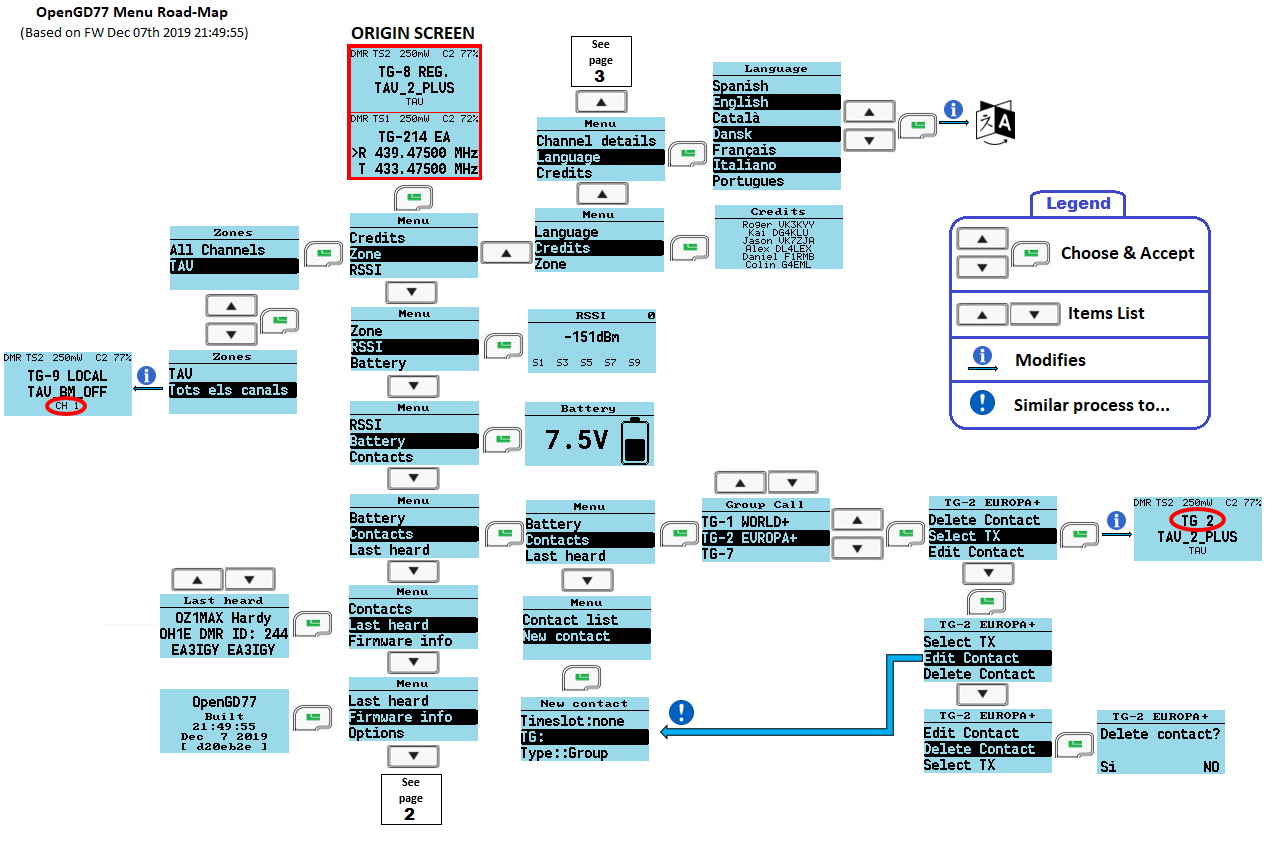 OpenGD77 Menu Road-Map
(Based on FW Dec 07th 2019 21:49:55)
ORIGIN SCREEN
DMR TS2 250mW C2 77%
TG-8 REG.
TAV_2_PLUS
TAV
DMR TS1 250mW C2 72%
TG-214 EA
>R 439.47500 MHz
T 433.47500 MHz
See
page
3
Menu
Channel details
Language
Credits
Language
Spanish
English
Català
Dansk
Français
Italiano
Portugues
Menu
Language
Credits
Zone
Credits
Roger VK3KYY
Kai DG4KLU
Jason VK7ZJA
Alex DL4LEX
Daniel F1RMB
Colin G4EML
Menu
Credits
Zone
RSSI
Zones
All Channels
TAV
Zones
TAV
Tots els canals
DMR TS2 250mW C2 77%
TG-9 LOCAL
TAV_BM_OFF
CH 1
Menu
Zone
RSSI
Battery
RSSI 0
-151dBm
S1 S3 S5 S7 S9
Menu
RSSI
Battery
Contacts
Battery
7.5V
Legend
Choose & Accept
Items List
Modifies
Similar process to...
Menu
Battery
Contacts
Last heard
Menu
Battery
Contacts
Last heard
Group Call
TG-1 WORLD+
TG-2 EUROPA+
TG-7
TG-2 EUROPA+
Delete Contact
Select TX
Edit Contact
DMR TS2 250mW C2 77%
TG 2
TAV_2_PLUS
TAV
Menu
Contacts
Last heard
Firmware info
Last heard
OZ1MAX Hardy
OH1E DMR ID: 244
EA3IGY EA3IGY
Menu
Contact list
New contact
TG-2 EUROPA+
Select TX
Edit Contact
Delete Contact
Menu
Last heard
Firmware info
Options
OpenGD77
Built
21:49:55
Dec 7 2019
[ d20eb2e ]
New contact
Timeslot:none
TG:
Type::Group
TG-2 EUROPA+
Edit Contact
Delete Contact
Select TX
TG-2 EUROPA+
Delete contact?
Si NO
See
page
2